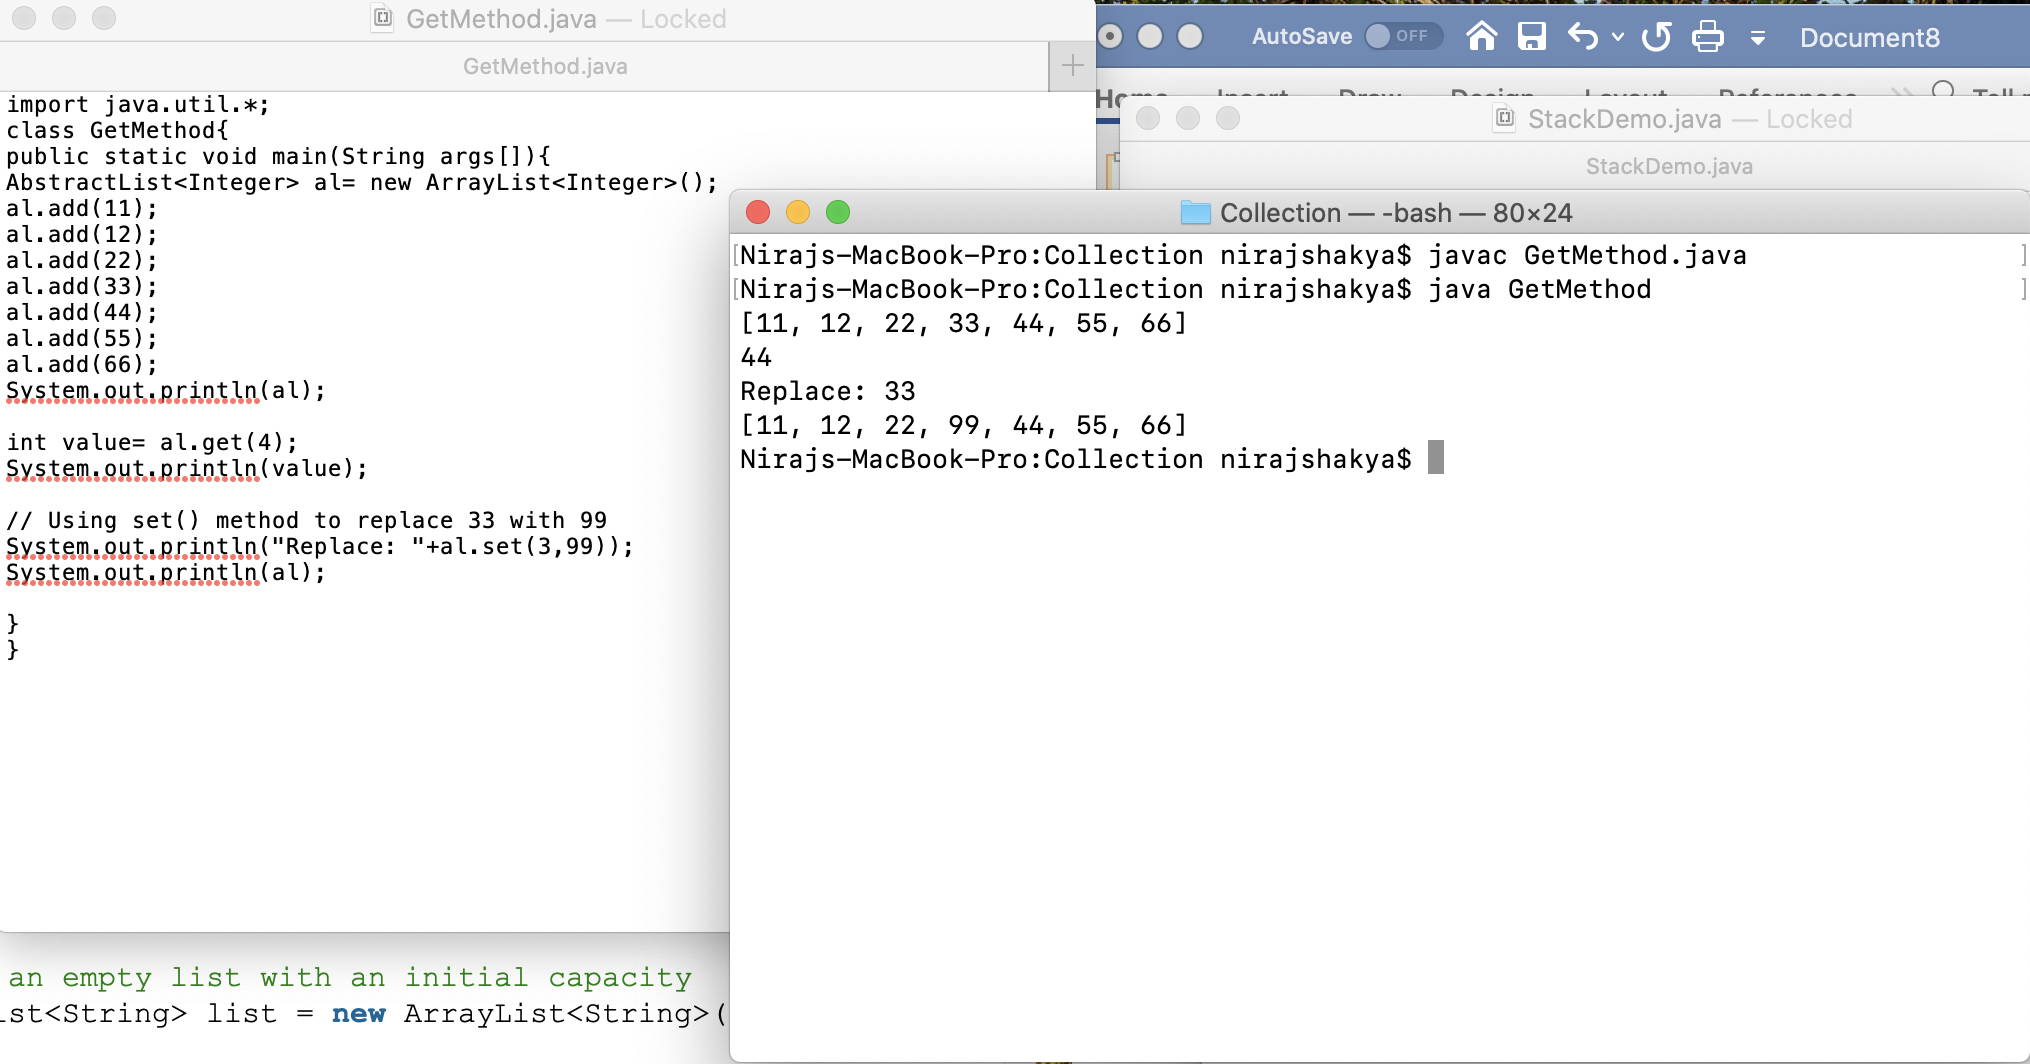 GetMethod.java — Locked
GetMethod.java
import java.util.*;
class GetMethod{
public static void main(String args[]){
AbstractList<Integer> al= new ArrayList<Integer>();
al.add(11);
al.add(12);
al.add(22);
al.add(33);
al.add(44);
al.add(55);
al.add(66);
System.out.println(al);
int value= al.get(4);
System.out.println(value);
// Using set() method to replace 33 with 99
System.out.println("Replace: "+al.set(3,99));
System.out.println(al);
}
}
an empty list with an initial capacity
st<String> list = new ArrayList<String>(
AutoSave OFF Document8
Home Insert Draw Design Layout References Tell
StackDemo.java — Locked
StackDemo.java
Collection — -bash — 80×24
[Nirajs-MacBook-Pro:Collection nirajshakya$ javac GetMethod.java ]
[Nirajs-MacBook-Pro:Collection nirajshakya$ java GetMethod ]
[11, 12, 22, 33, 44, 55, 66]
44
Replace: 33
[11, 12, 22, 99, 44, 55, 66]
Nirajs-MacBook-Pro:Collection nirajshakya$